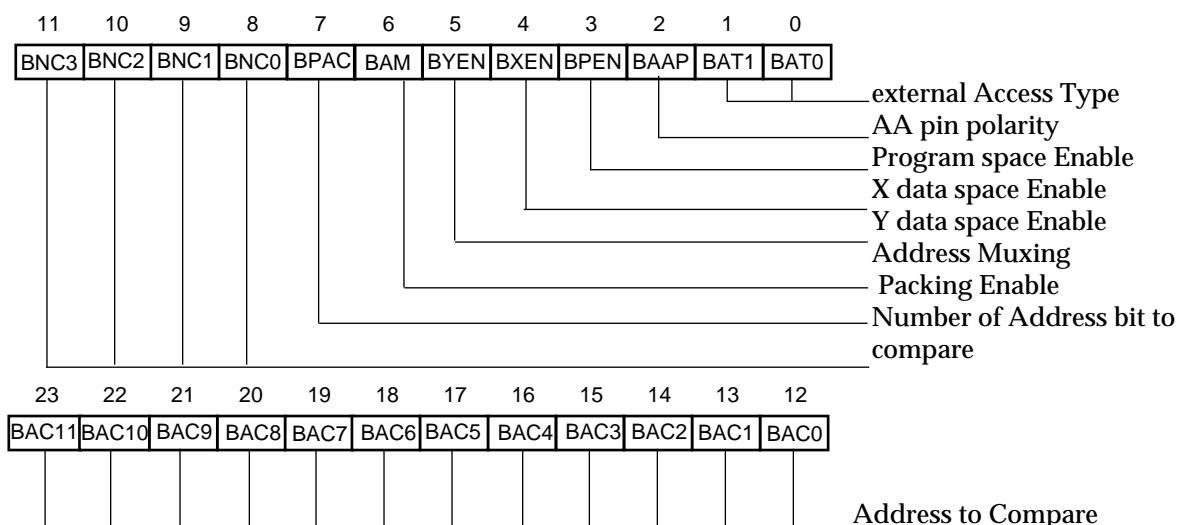 11 10 9 8 7 6 5 4 3 2 1 0
BNC3 BNC2 BNC1 BNC0 BPAC BAM BYEN BXEN BPEN BAAP BAT1 BAT0
external Access Type
AA pin polarity
Program space Enable
X data space Enable
Y data space Enable
Address Muxing
Packing Enable
Number of Address bit to
compare
23 22 21 20 19 18 17 16 15 14 13 12
BAC11 BAC10 BAC9 BAC8 BAC7 BAC6 BAC5 BAC4 BAC3 BAC2 BAC1 BAC0
Address to Compare